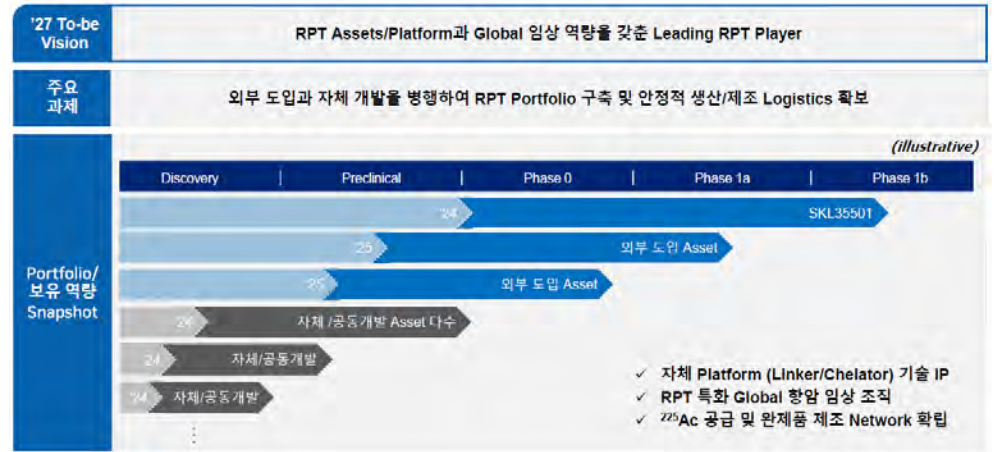 '27 To-be
Vision
RPT Assets/Platform과 Global 임상 역량을 갖춘 Leading RPT Player
주요
과제
외부 도입과 자체 개발을 병행하여 RPT Portfolio 구축 및 안정적 생산/제조 Logistics 확보
(illustrative)
Discovery | Preclinical | Phase 0 | Phase 1a | Phase 1b
'24 SKL35501
'25 외부 도입 Asset
'25 외부 도입 Asset
Portfolio/
보유 역량
Snapshot
'24 자체 /공동개발 Asset 다수
'24 자체/공동개발
'24 자체/공동개발
✓ 자체 Platform (Linker/Chelator) 기술 IP
✓ RPT 특화 Global 항암 임상 조직
✓ ²²⁵Ac 공급 및 완제품 제조 Network 확립